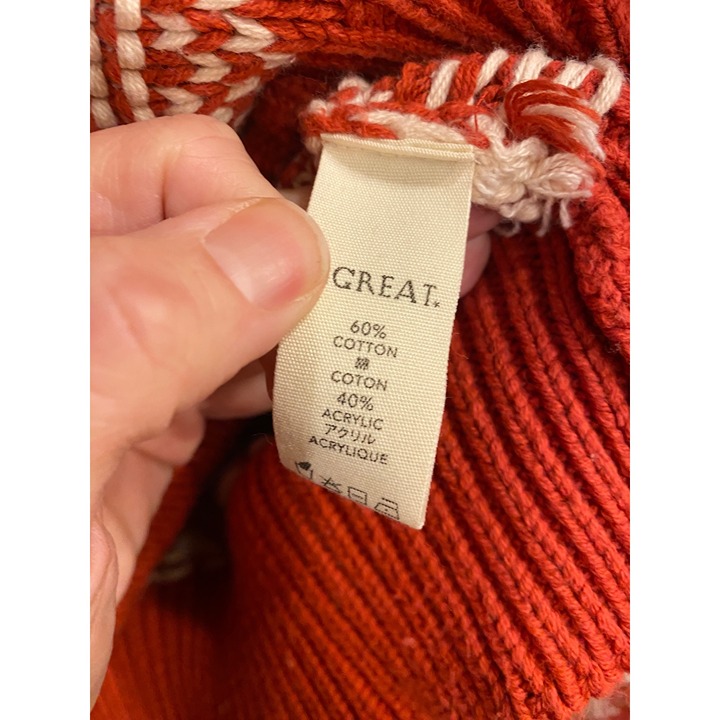 GREAT.
60%
COTTON
綿
COTON
40%
ACRYLIC
アクリル
ACRYLIQUE